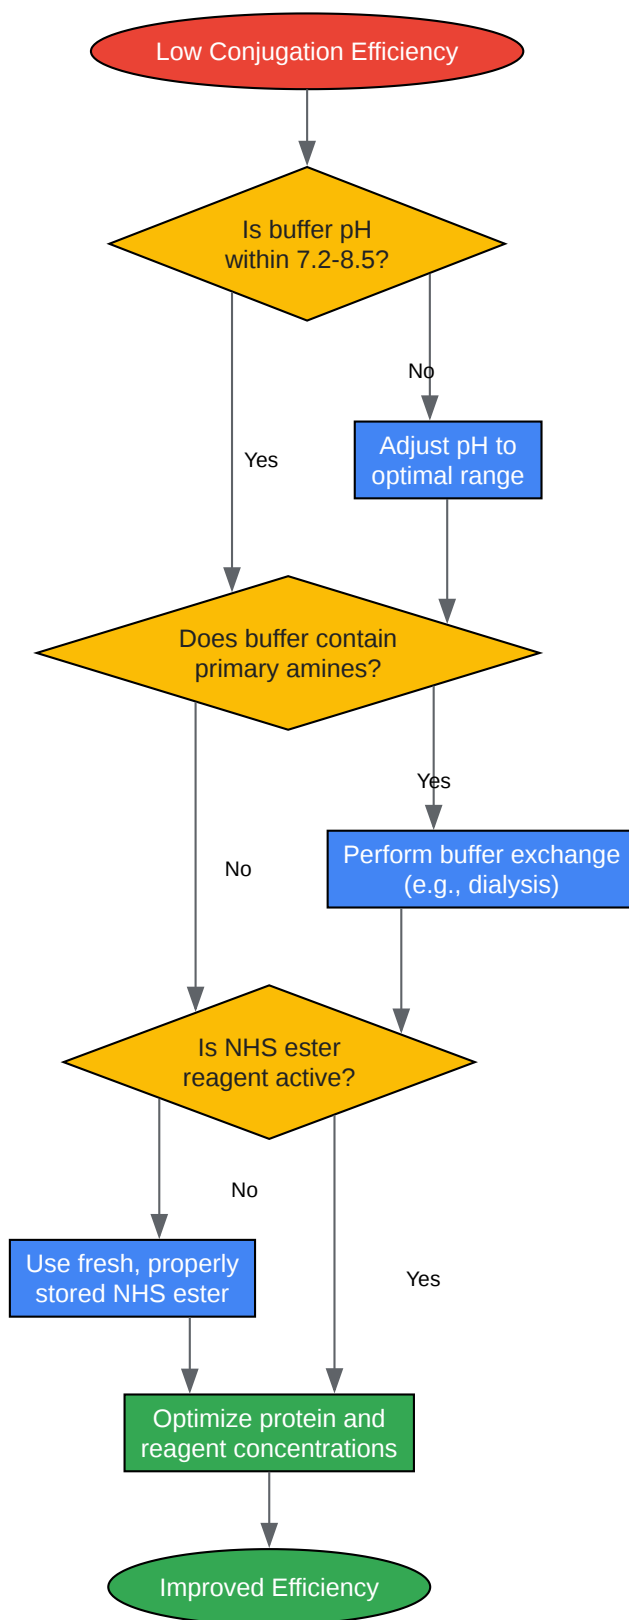 Low Conjugation Efficiency
Is buffer pH
within 7.2-8.5?
No
Adjust pH to
optimal range
Yes
Does buffer contain
primary amines?
Yes
Perform buffer exchange
(e.g., dialysis)
No
Is NHS ester
reagent active?
No
Use fresh, properly
stored NHS ester
Yes
Optimize protein and
reagent concentrations
Improved Efficiency